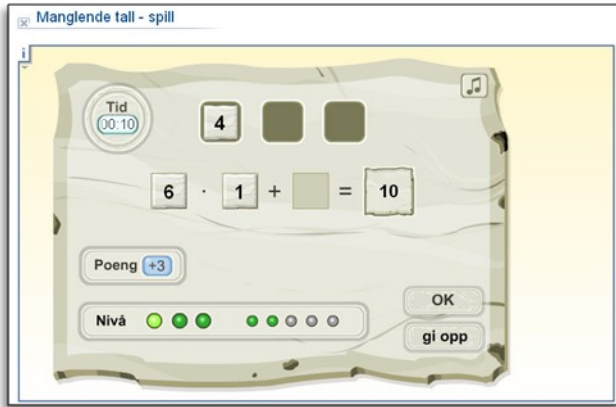 Manglende tall - spill
i
Tid
00:10
4
6 · 1 + = 10
Poeng +3
Nivå
OK
gi opp